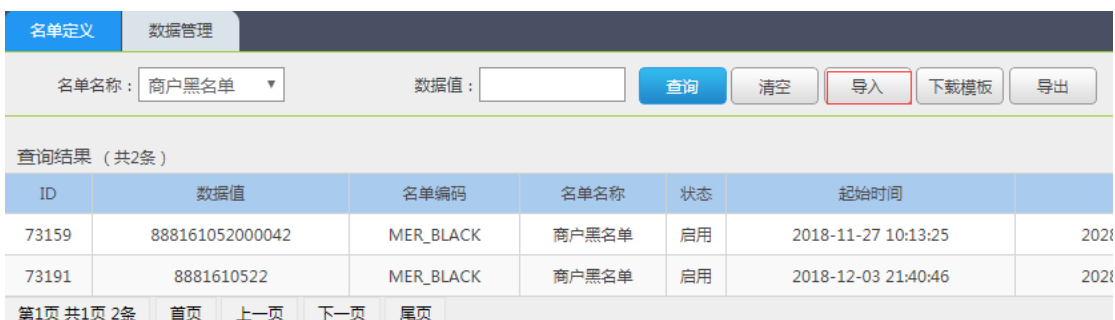 名单定义 数据管理
名单名称： 商户黑名单 数据值： 查询 清空 导入 下载模板 导出
查询结果 （共2条）
ID 数据值 名单编码 名单名称 状态 起始时间
73159 888161052000042 MER_BLACK 商户黑名单 启用 2018-11-27 10:13:25 2028
73191 8881610522 MER_BLACK 商户黑名单 启用 2018-12-03 21:40:46 2028
第1页 共1页 2条 首页 上一页 下一页 尾页